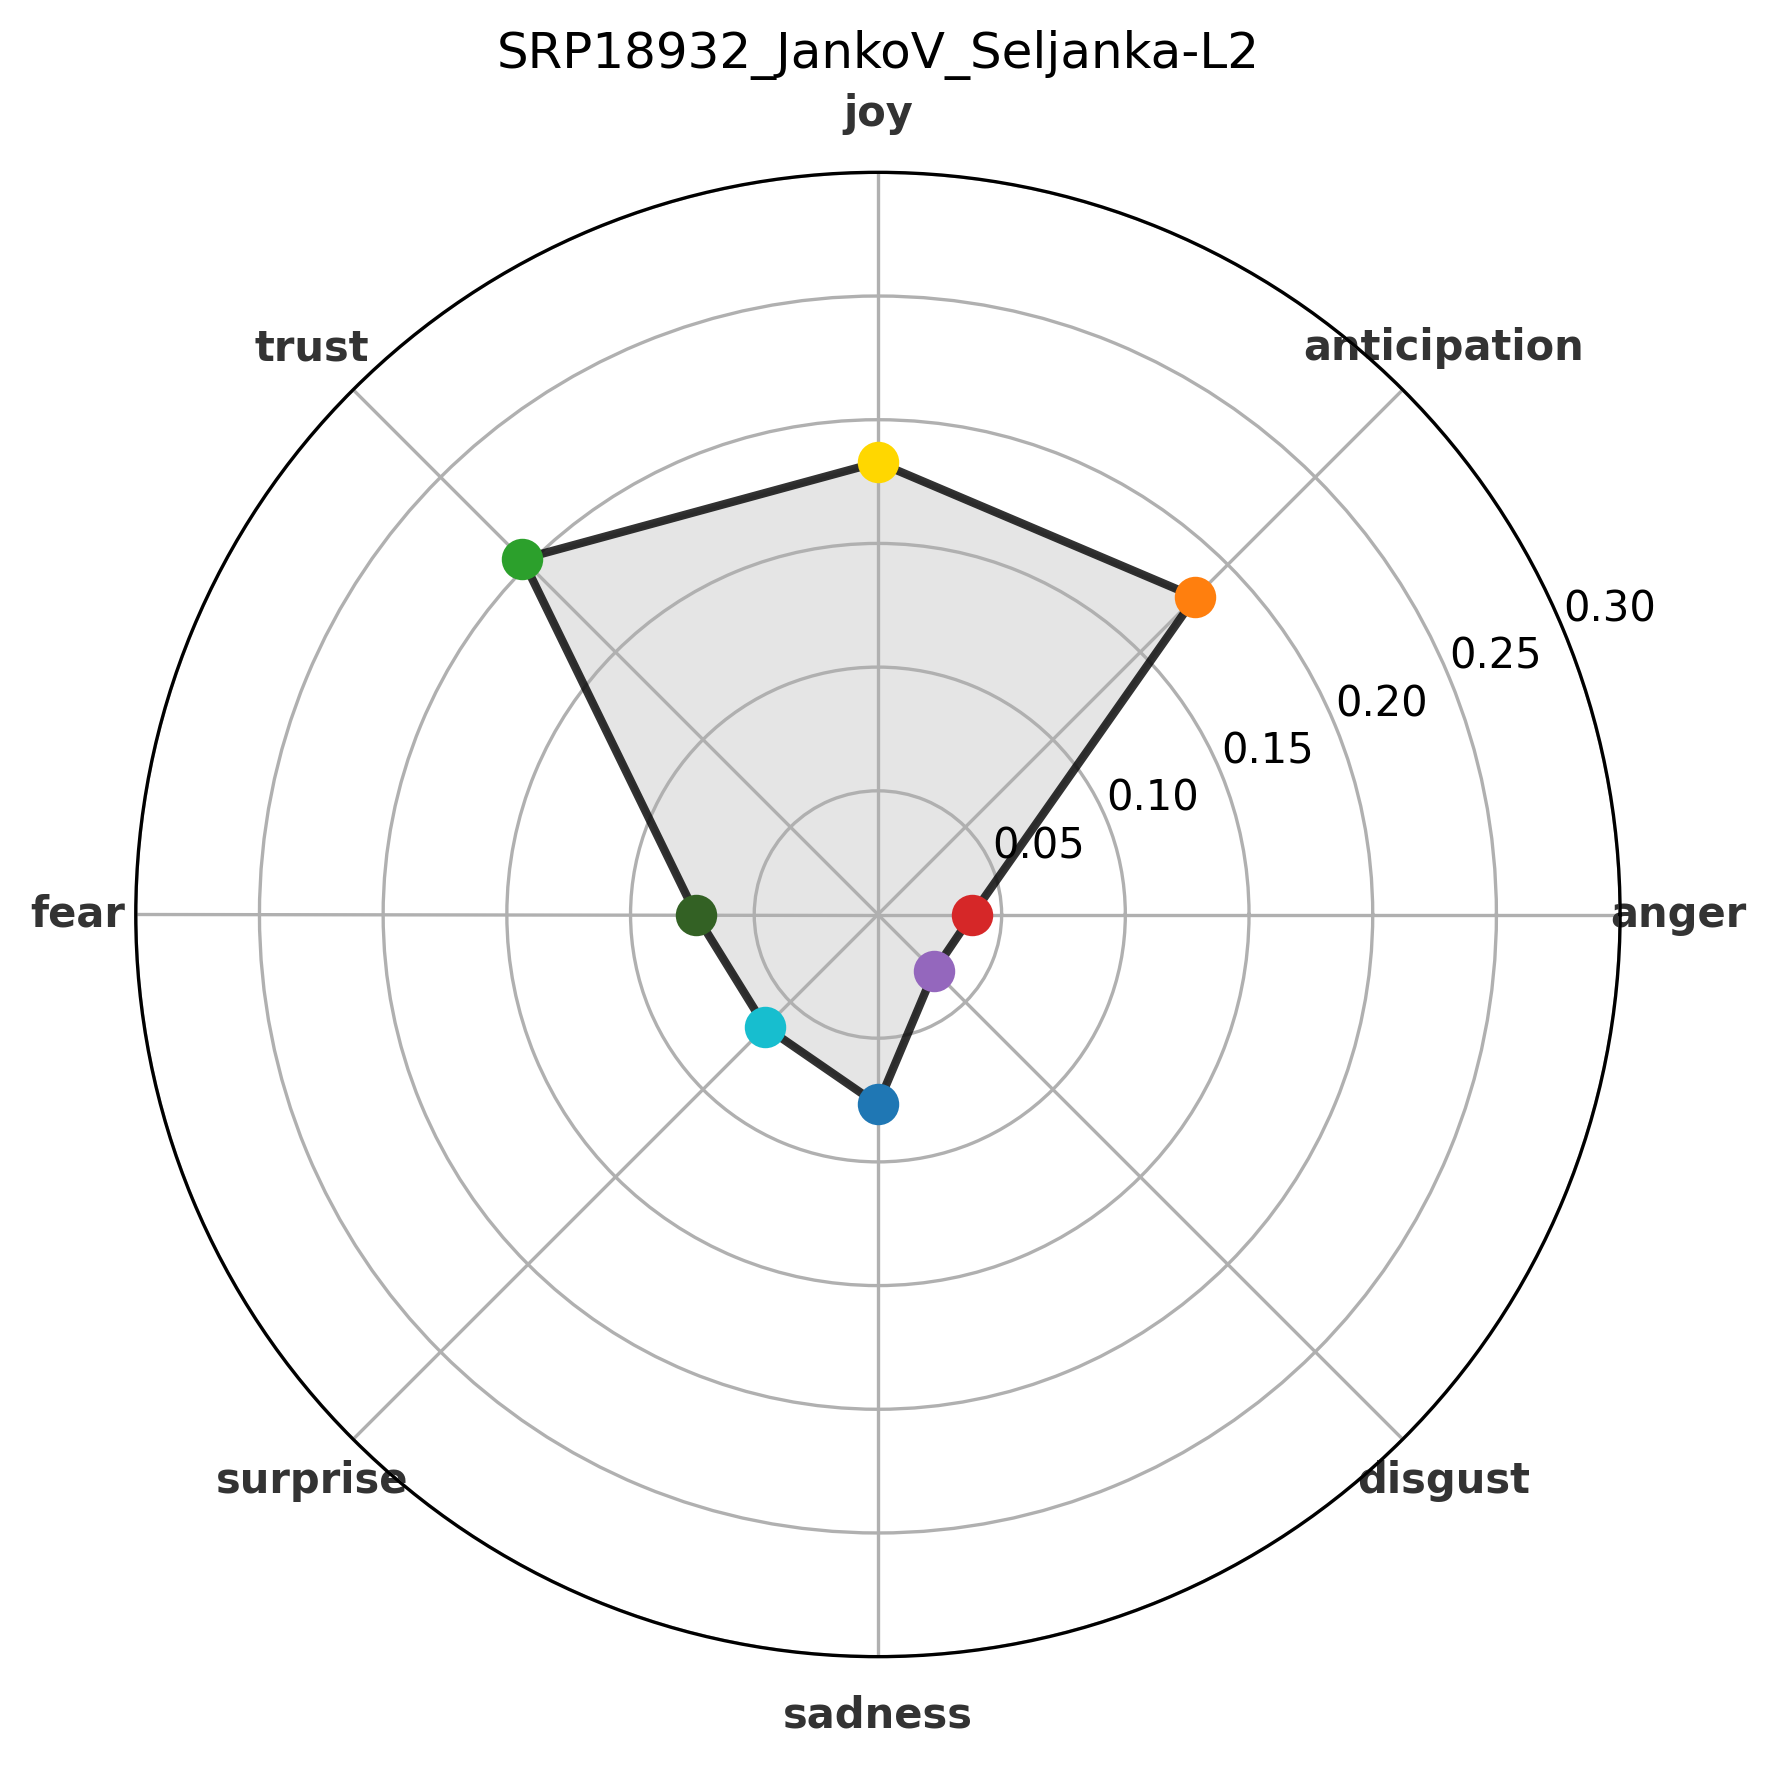 SRP18932_JankoV_Seljanka-L2
joy
trust
anticipation
0.30
0.25
0.20
0.15
0.10
0.05
fear
anger
surprise
disgust
sadness